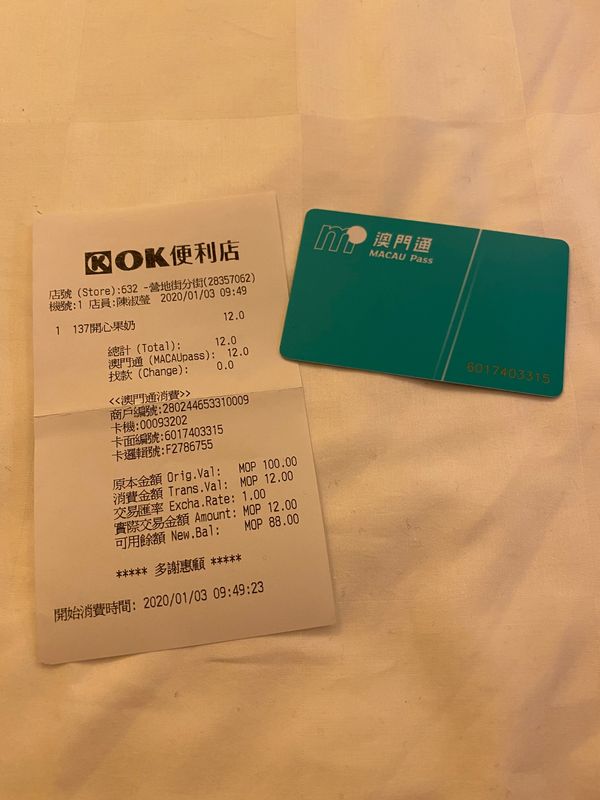 K OK便利店
店號 (Store):632 -營地街分街(28357062)
機號:1 店員:陳淑瑩 2020/01/03 09:49
1 137開心果奶 12.0
總計 (Total): 12.0
澳門通 (MACAUpass): 12.0
找款 (Change): 0.0
<<澳門通消費>>
商戶編號:280244653310009
卡機:00093202
卡面編號:6017403315
卡邏輯號:F2786755
原本金額 Orig.Val: MOP 100.00
消費金額 Trans.Val: MOP 12.00
交易匯率 Excha.Rate: 1.00
實際交易金額 Amount: MOP 12.00
可用餘額 New.Bal: MOP 88.00
***** 多謝惠顧 *****
開始消費時間: 2020/01/03 09:49:23
m 澳門通
MACAU Pass
6017403315